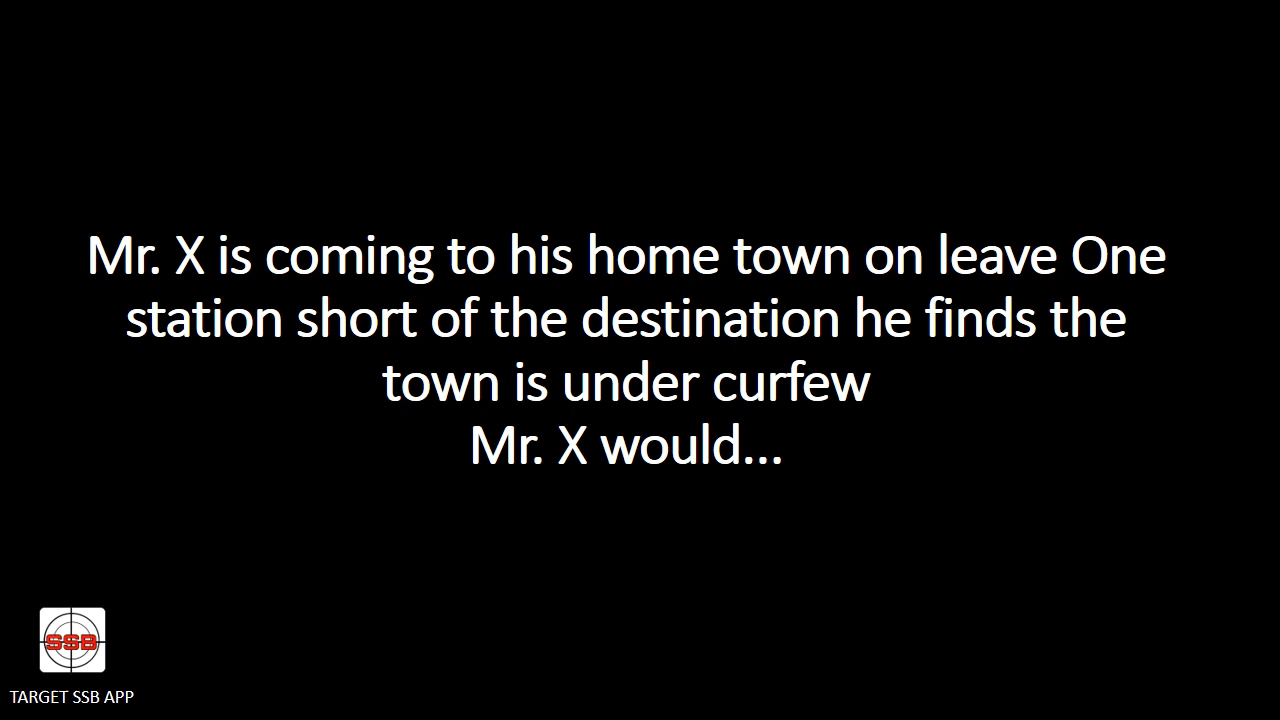 Mr. X is coming to his home town on leave One
station short of the destination he finds the
town is under curfew
Mr. X would...
SSB
TARGET SSB APP